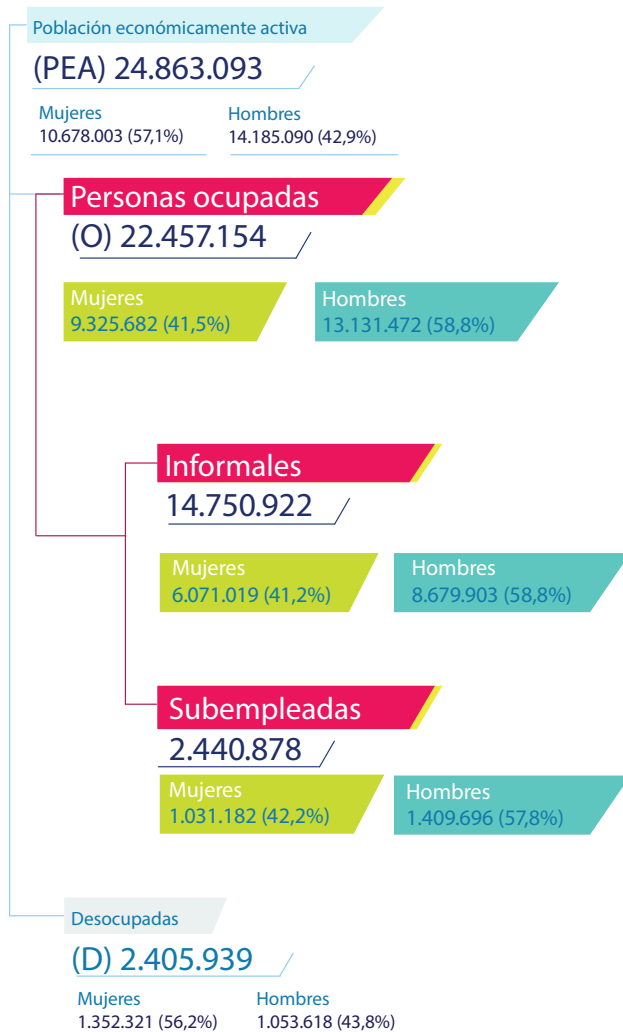 Población económicamente activa
(PEA) 24.863.093
Mujeres
10.678.003 (57,1%)
Hombres
14.185.090 (42,9%)
Personas ocupadas
(O) 22.457.154
Mujeres
9.325.682 (41,5%)
Hombres
13.131.472 (58,8%)
Informales
14.750.922
Mujeres
6.071.019 (41,2%)
Hombres
8.679.903 (58,8%)
Subempleadas
2.440.878
Mujeres
1.031.182 (42,2%)
Hombres
1.409.696 (57,8%)
Desocupadas
(D) 2.405.939
Mujeres
1.352.321 (56,2%)
Hombres
1.053.618 (43,8%)